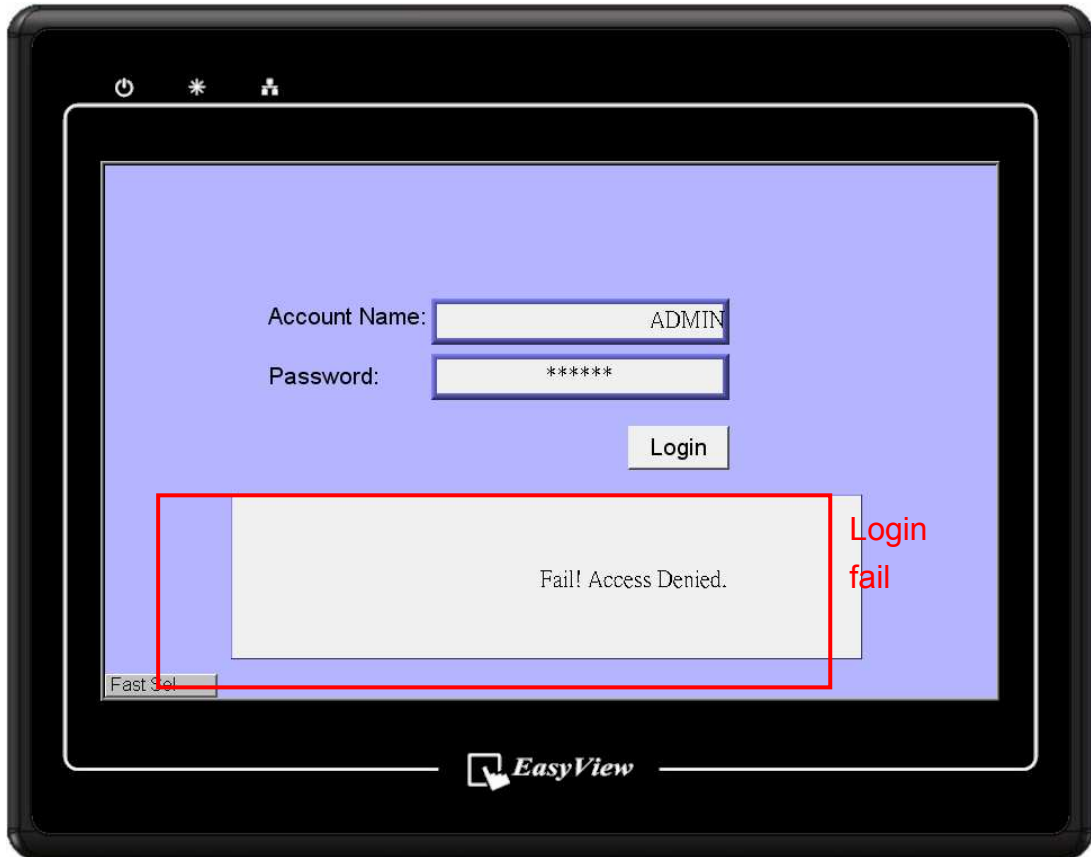 Account Name: ADMIN
Password: ******
Login
Login
fail
Fail! Access Denied.
Fast Sel
EasyView